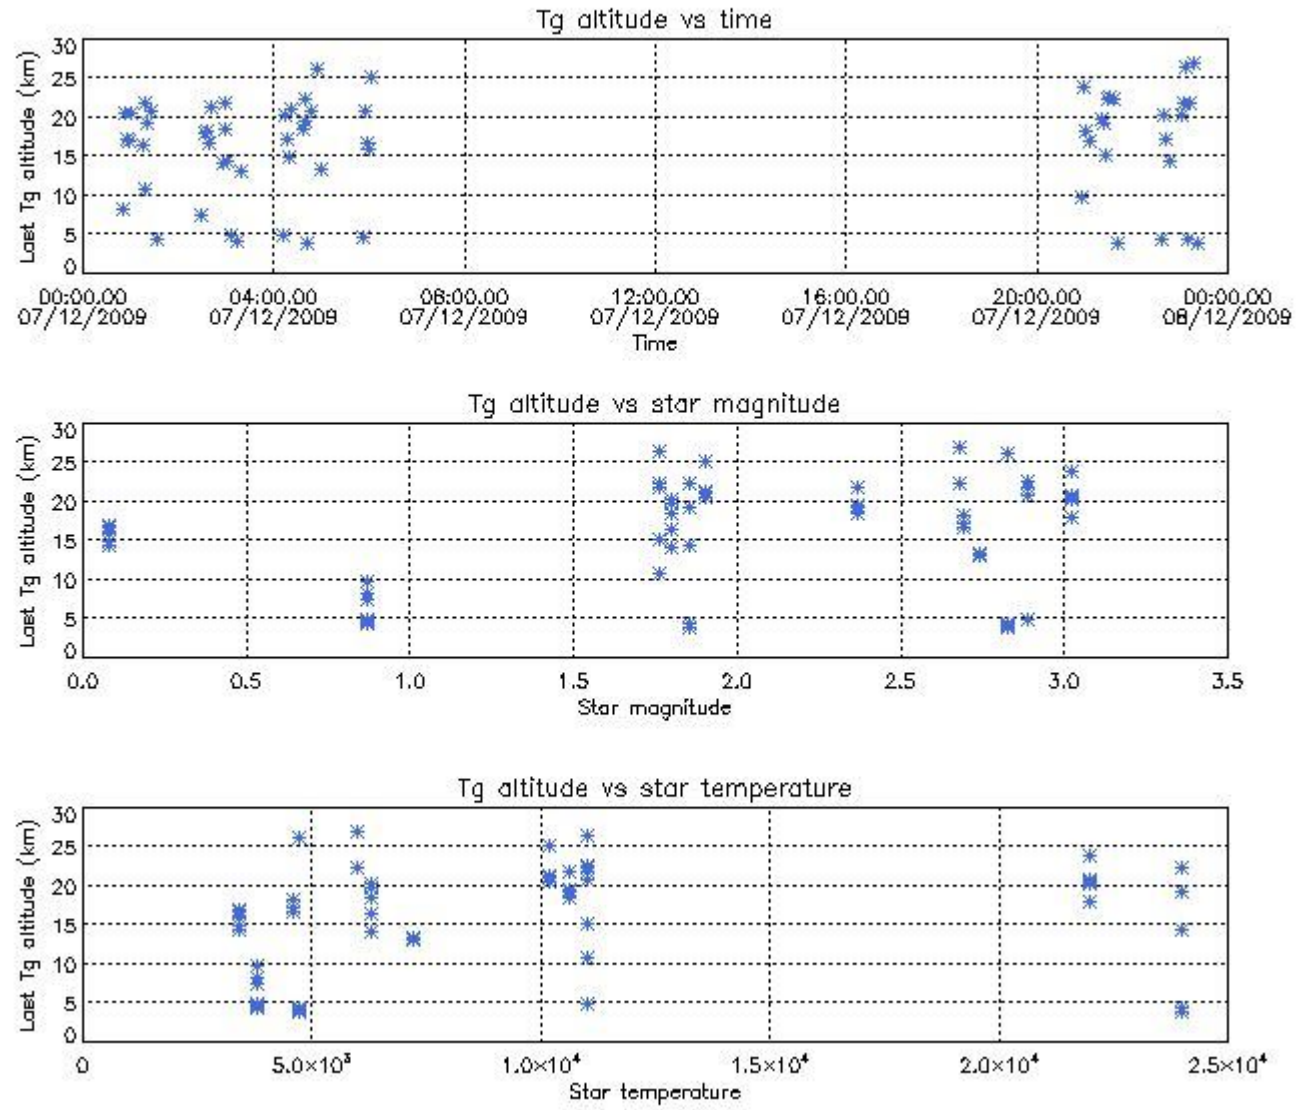 Tg altitude vs time
Last Tg altitude (km)
30
25
20
15
10
5
0
00:00.00 04:00.00 08:00.00 12:00.00 16:00.00 20:00.00 00:00.00
07/12/2009 07/12/2009 07/12/2009 07/12/2009 07/12/2009 07/12/2009 08/12/2009
Time
Tg altitude vs star magnitude
Last Tg altitude (km)
30
25
20
15
10
5
0
0.0 0.5 1.0 1.5 2.0 2.5 3.0 3.5
Star magnitude
Tg altitude vs star temperature
Last Tg altitude (km)
30
25
20
15
10
5
0
0 5.0×10³ 1.0×10⁴ 1.5×10⁴ 2.0×10⁴ 2.5×10⁴
Star temperature